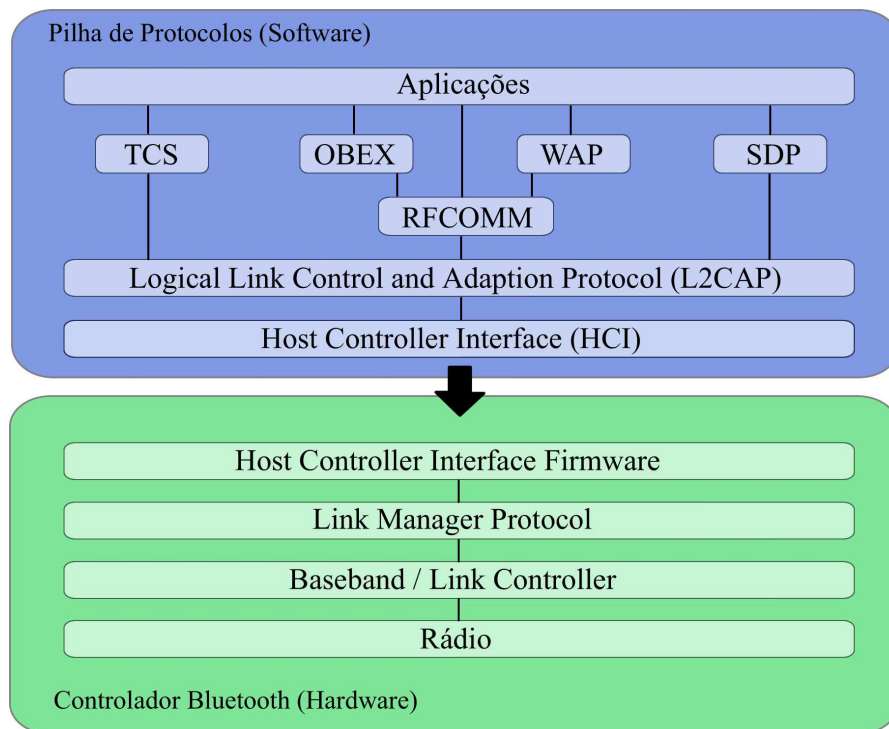 Pilha de Protocolos (Software)
Aplicações
TCS
OBEX
WAP
SDP
RFCOMM
Logical Link Control and Adaption Protocol (L2CAP)
Host Controller Interface (HCI)
Host Controller Interface Firmware
Link Manager Protocol
Baseband / Link Controller
Rádio
Controlador Bluetooth (Hardware)